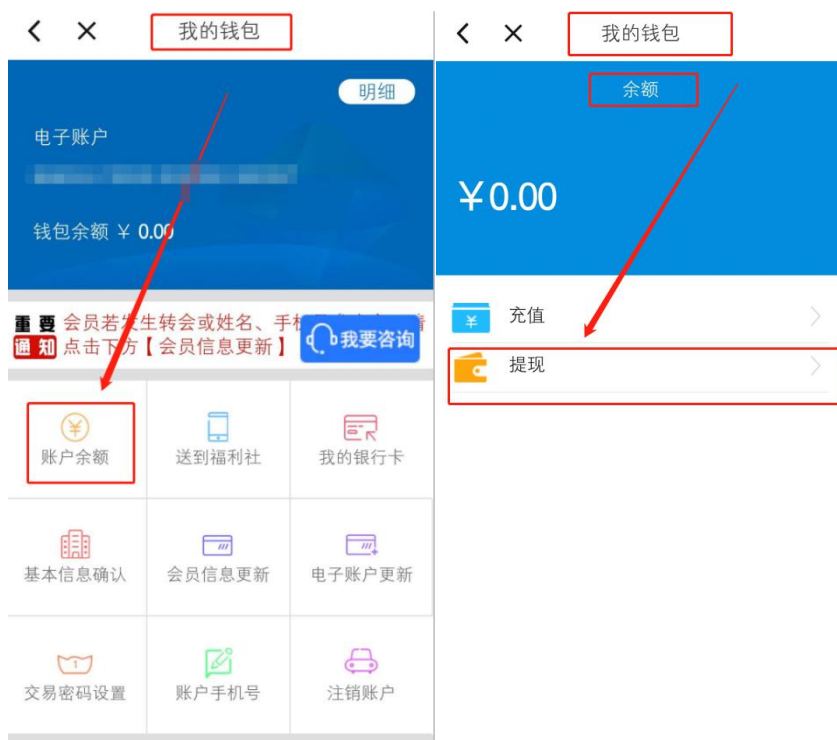 我的钱包
明细
电子账户
钱包余额 ¥ 0.00
重要 会员若发生转会或姓名、手
通知 点击下方【会员信息更新】
我要咨询
账户余额
送到福利社
我的银行卡
基本信息确认
会员信息更新
电子账户更新
交易密码设置
账户手机号
注销账户
我的钱包
余额
¥0.00
充值
提现